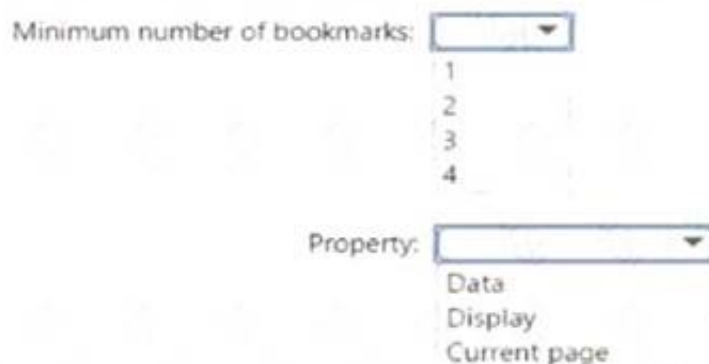 Minimum number of bookmarks:
1
2
3
4
Property:
Data
Display
Current page